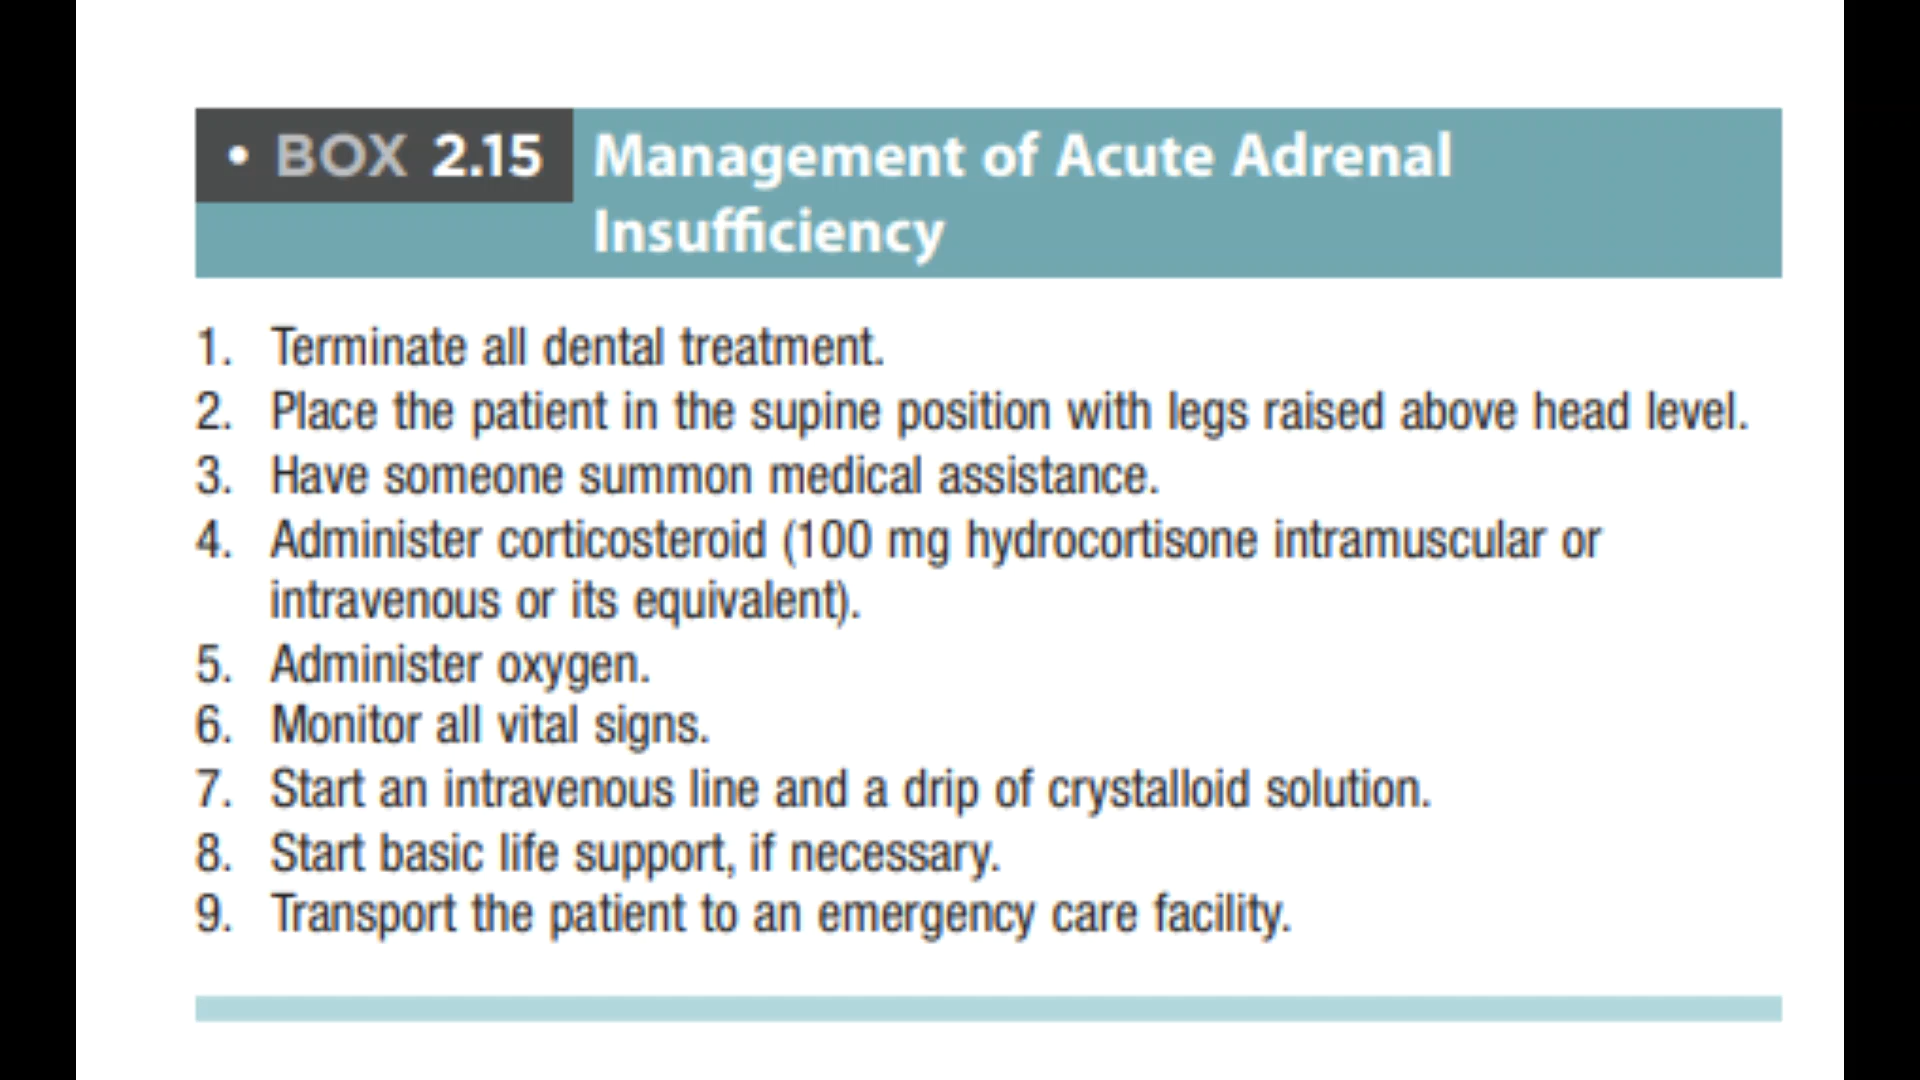 • BOX 2.15 Management of Acute Adrenal
Insufficiency
1. Terminate all dental treatment.
2. Place the patient in the supine position with legs raised above head level.
3. Have someone summon medical assistance.
4. Administer corticosteroid (100 mg hydrocortisone intramuscular or
intravenous or its equivalent).
5. Administer oxygen.
6. Monitor all vital signs.
7. Start an intravenous line and a drip of crystalloid solution.
8. Start basic life support, if necessary.
9. Transport the patient to an emergency care facility.